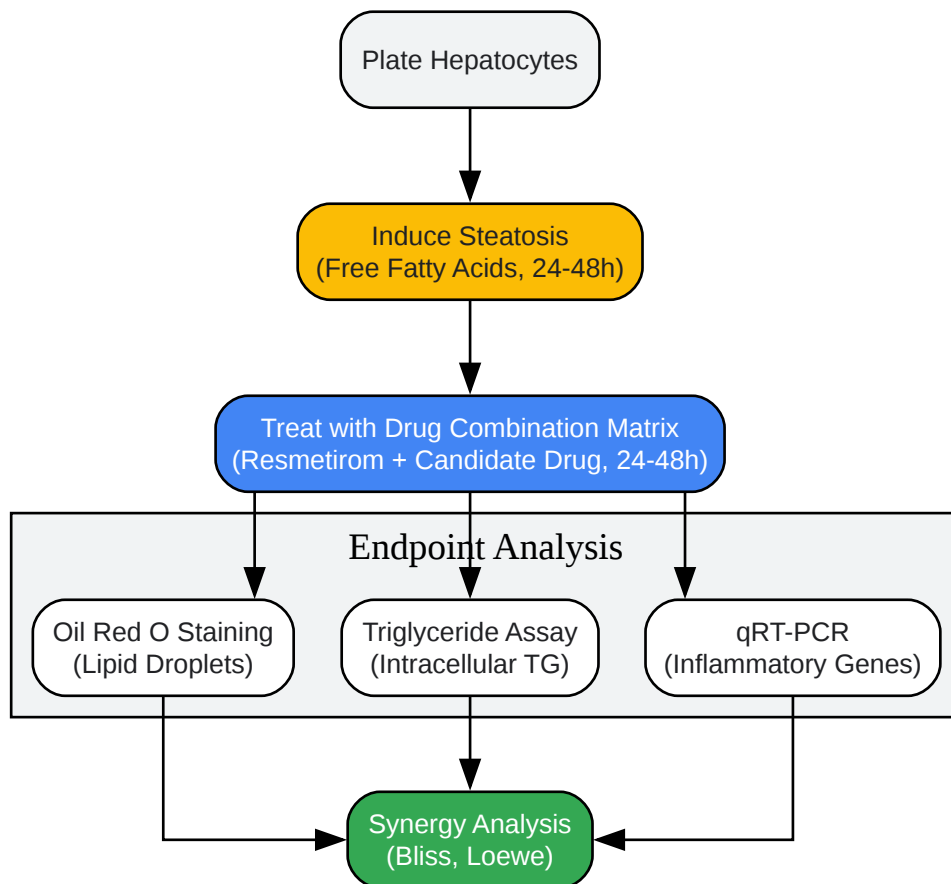 Plate Hepatocytes
Induce Steatosis
(Free Fatty Acids, 24-48h)
Treat with Drug Combination Matrix
(Resmetirom + Candidate Drug, 24-48h)
Endpoint Analysis
Oil Red O Staining
(Lipid Droplets)
Triglyceride Assay
(Intracellular TG)
qRT-PCR
(Inflammatory Genes)
Synergy Analysis
(Bliss, Loewe)